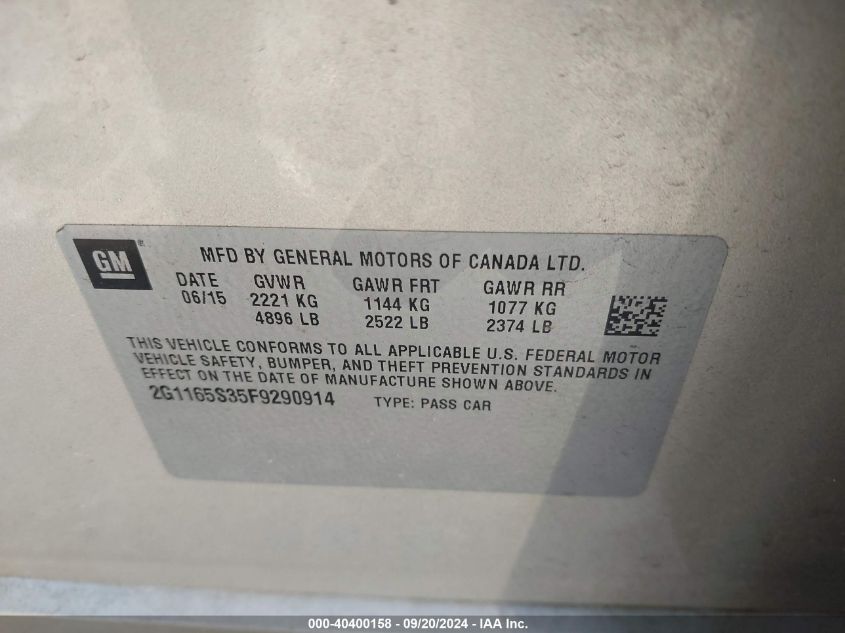 GM ®
MFD BY GENERAL MOTORS OF CANADA LTD.
DATE GVWR GAWR FRT GAWR RR
06/15 2221 KG 1144 KG 1077 KG
4896 LB 2522 LB 2374 LB
THIS VEHICLE CONFORMS TO ALL APPLICABLE U.S. FEDERAL MOTOR
VEHICLE SAFETY, BUMPER, AND THEFT PREVENTION STANDARDS IN
EFFECT ON THE DATE OF MANUFACTURE SHOWN ABOVE.
2G1165S35F9290914 TYPE: PASS CAR
000-40400158 - 09/20/2024 - IAA Inc.